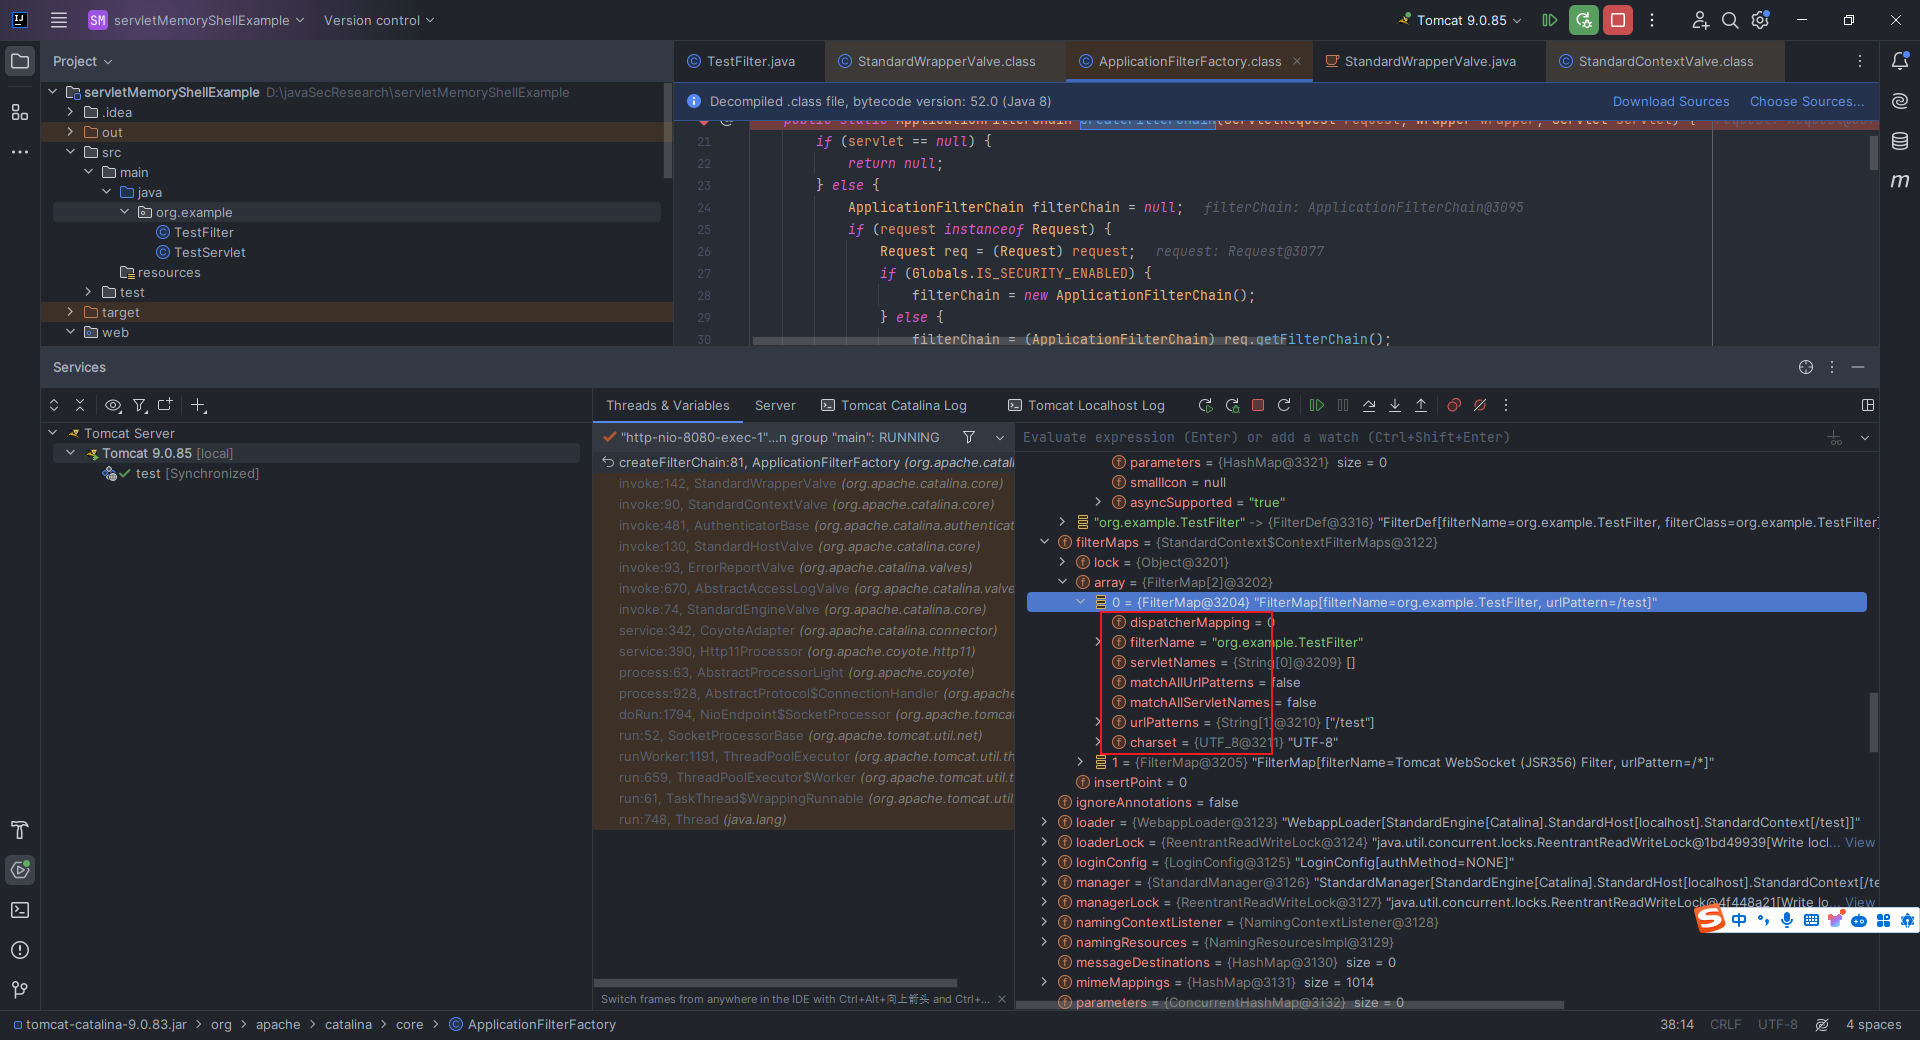 SM servletMemoryShellExample Version control Tomcat 9.0.85
Project
TestFilter.java StandardWrapperValve.class ApplicationFilterFactory.class StandardWrapperValve.java StandardContextValve.class
servletMemoryShellExample D:\javaSecResearch\servletMemoryShellExample
.idea
out
src
main
java
org.example
TestFilter
TestServlet
resources
test
target
web
Decompiled .class file, bytecode version: 52.0 (Java 8) Download Sources Choose Sources...
21 if (servlet == null) {
22 return null;
23 } else {
24 ApplicationFilterChain filterChain = null; filterChain: ApplicationFilterChain@3095
25 if (request instanceof Request) {
26 Request req = (Request) request; request: Request@3077
27 if (Globals.IS_SECURITY_ENABLED) {
28 filterChain = new ApplicationFilterChain();
29 } else {
30 filterChain = (ApplicationFilterChain) req.getFilterChain();
Services
Tomcat Server
Tomcat 9.0.85 [local]
test [Synchronized]
Threads & Variables Server Tomcat Catalina Log Tomcat Localhost Log
"http-nio-8080-exec-1"...n group "main": RUNNING
createFilterChain:81, ApplicationFilterFactory (org.apache.catal
invoke:142, StandardWrapperValve (org.apache.catalina.core)
invoke:90, StandardContextValve (org.apache.catalina.core)
invoke:481, AuthenticatorBase (org.apache.catalina.authenticat
invoke:130, StandardHostValve (org.apache.catalina.core)
invoke:93, ErrorReportValve (org.apache.catalina.valves)
invoke:670, AbstractAccessLogValve (org.apache.catalina.valve
invoke:74, StandardEngineValve (org.apache.catalina.core)
service:342, CoyoteAdapter (org.apache.catalina.connector)
service:390, Http11Processor (org.apache.coyote.http11)
process:63, AbstractProcessorLight (org.apache.coyote)
process:928, AbstractProtocol$ConnectionHandler (org.apache
doRun:1794, NioEndpoint$SocketProcessor (org.apache.tomcat
run:52, SocketProcessorBase (org.apache.tomcat.util.net)
runWorker:1191, ThreadPoolExecutor (org.apache.tomcat.util.th
run:659, ThreadPoolExecutor$Worker (org.apache.tomcat.util.t
run:61, TaskThread$WrappingRunnable (org.apache.tomcat.util
run:748, Thread (java.lang)
Switch frames from anywhere in the IDE with Ctrl+Alt+向上箭头 and Ctrl+...
Evaluate expression (Enter) or add a watch (Ctrl+Shift+Enter)
parameters = {HashMap@3321} size = 0
smallIcon = null
asyncSupported = "true"
"org.example.TestFilter" -> {FilterDef@3316} "FilterDef[filterName=org.example.TestFilter, filterClass=org.example.TestFilter]
filterMaps = {StandardContext$ContextFilterMaps@3122}
lock = {Object@3201}
array = {FilterMap[2]@3202}
0 = {FilterMap@3204} "FilterMap[filterName=org.example.TestFilter, urlPattern=/test]"
dispatcherMapping = 0
filterName = "org.example.TestFilter"
servletNames = {String[0]@3209} []
matchAllUrlPatterns = false
matchAllServletNames = false
urlPatterns = {String[1]@3210} ["/test"]
charset = {UTF_8@3211} "UTF-8"
1 = {FilterMap@3205} "FilterMap[filterName=Tomcat WebSocket (JSR356) Filter, urlPattern=/*]"
insertPoint = 0
ignoreAnnotations = false
loader = {WebappLoader@3123} "WebappLoader[StandardEngine[Catalina].StandardHost[localhost].StandardContext[/test]]"
loaderLock = {ReentrantReadWriteLock@3124} "java.util.concurrent.locks.ReentrantReadWriteLock@1bd49939[Write locl... View
loginConfig = {LoginConfig@3125} "LoginConfig[authMethod=NONE]"
manager = {StandardManager@3126} "StandardManager[StandardEngine[Catalina].StandardHost[localhost].StandardContext[/te
managerLock = {ReentrantReadWriteLock@3127} "java.util.concurrent.locks.ReentrantReadWriteLock@4f448a21[Write lo... View
namingContextListener = {NamingContextListener@3128}
namingResources = {NamingResourcesImpl@3129}
messageDestinations = {HashMap@3130} size = 0
mimeMappings = {HashMap@3131} size = 1014
parameters = {ConcurrentHashMap@3132} size = 0
中
tomcat-catalina-9.0.83.jar org apache catalina core ApplicationFilterFactory 38:14 CRLF UTF-8 4 spaces